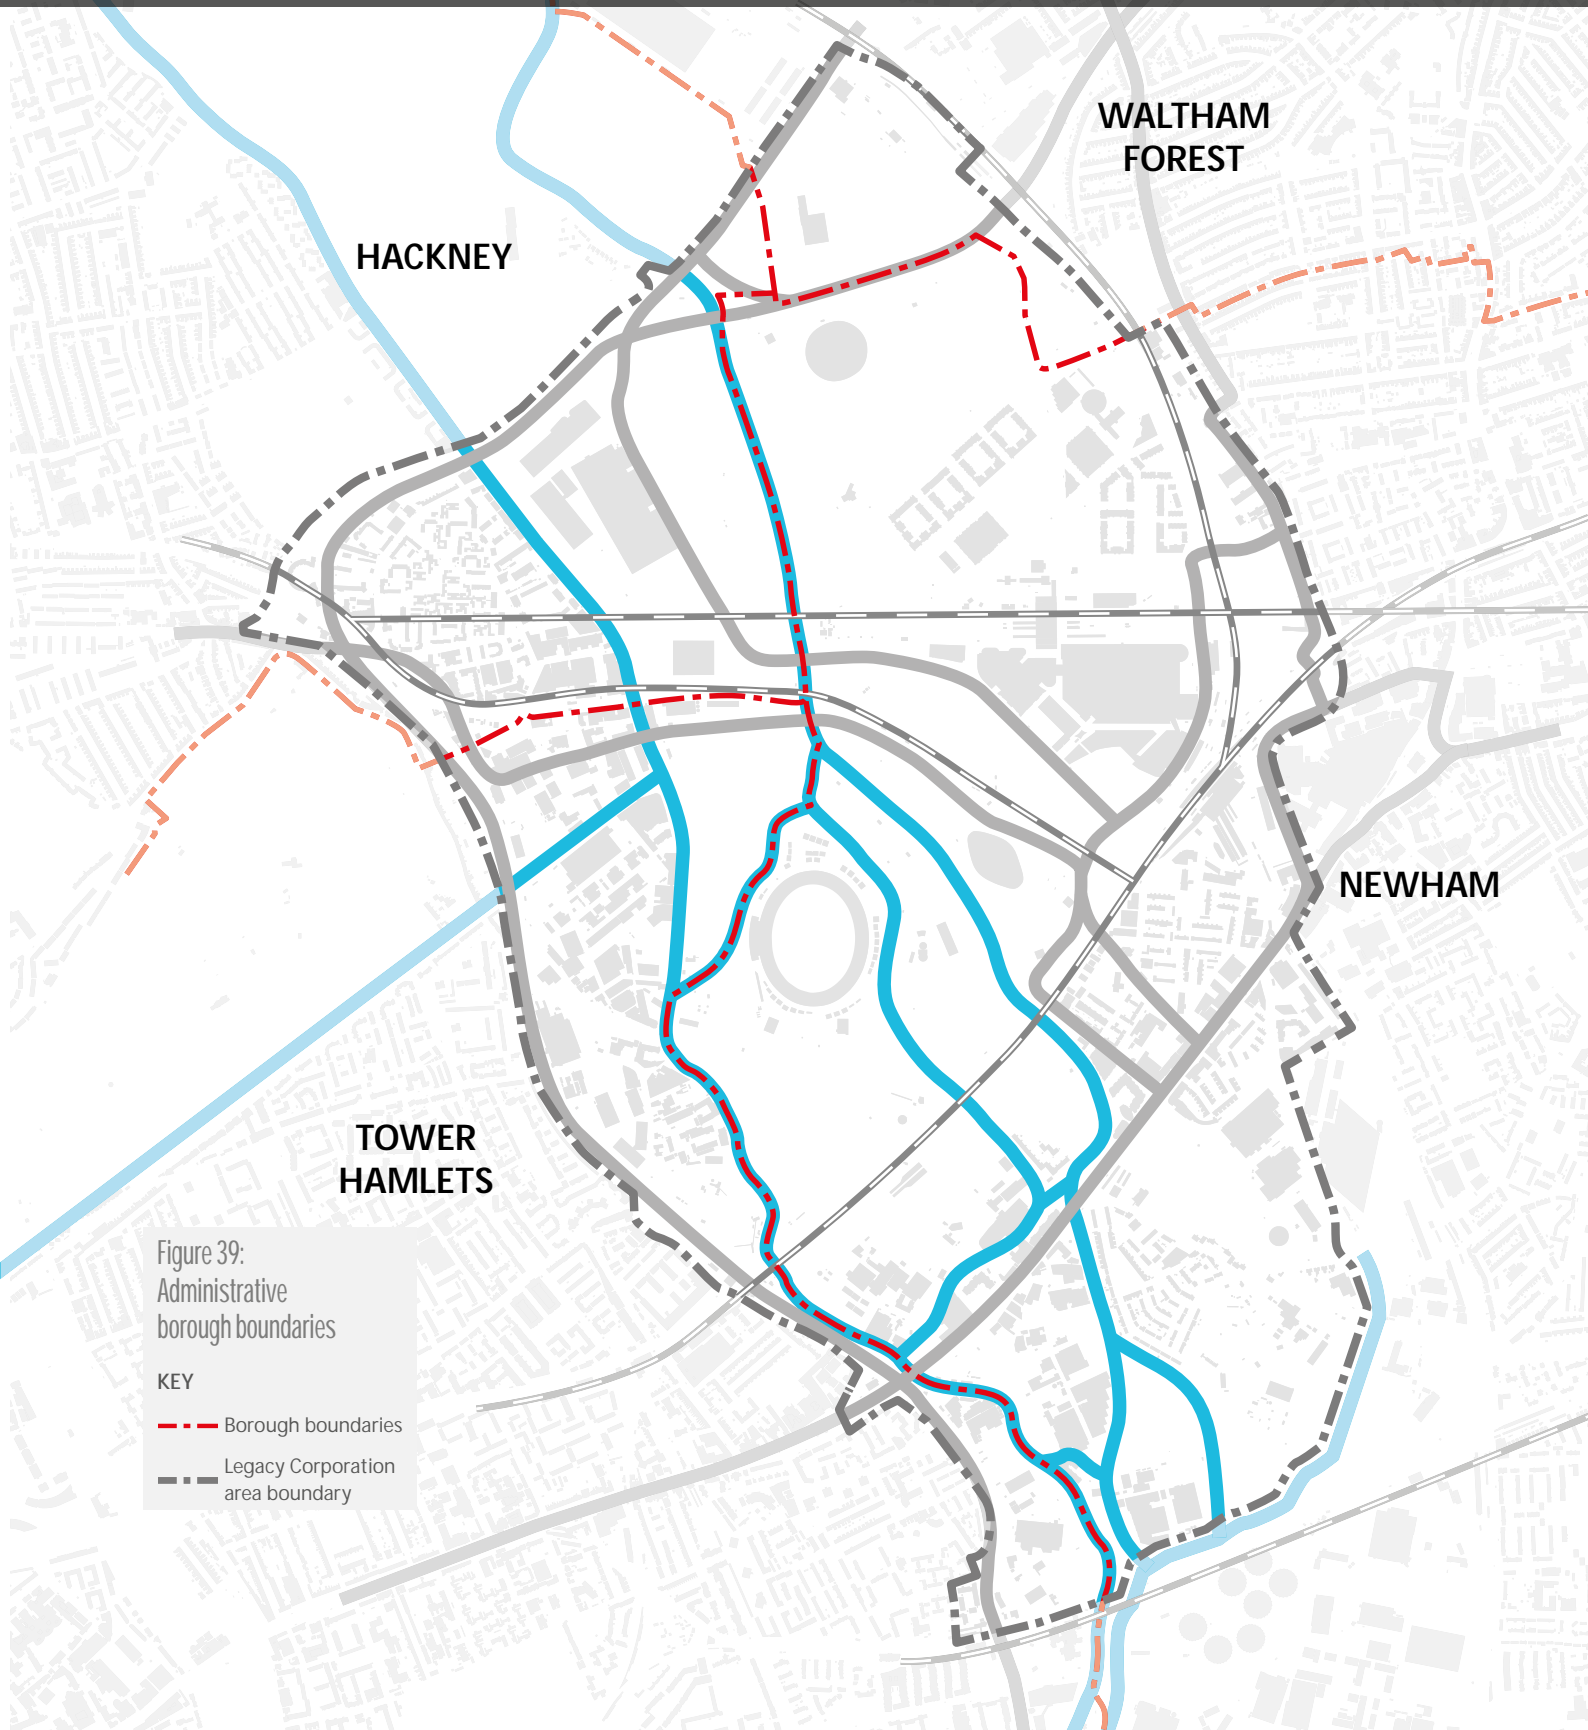 WALTHAM
FOREST
HACKNEY
NEWHAM
TOWER
HAMLETS
Figure 39:
Administrative
borough boundaries
KEY
Borough boundaries
Legacy Corporation
area boundary